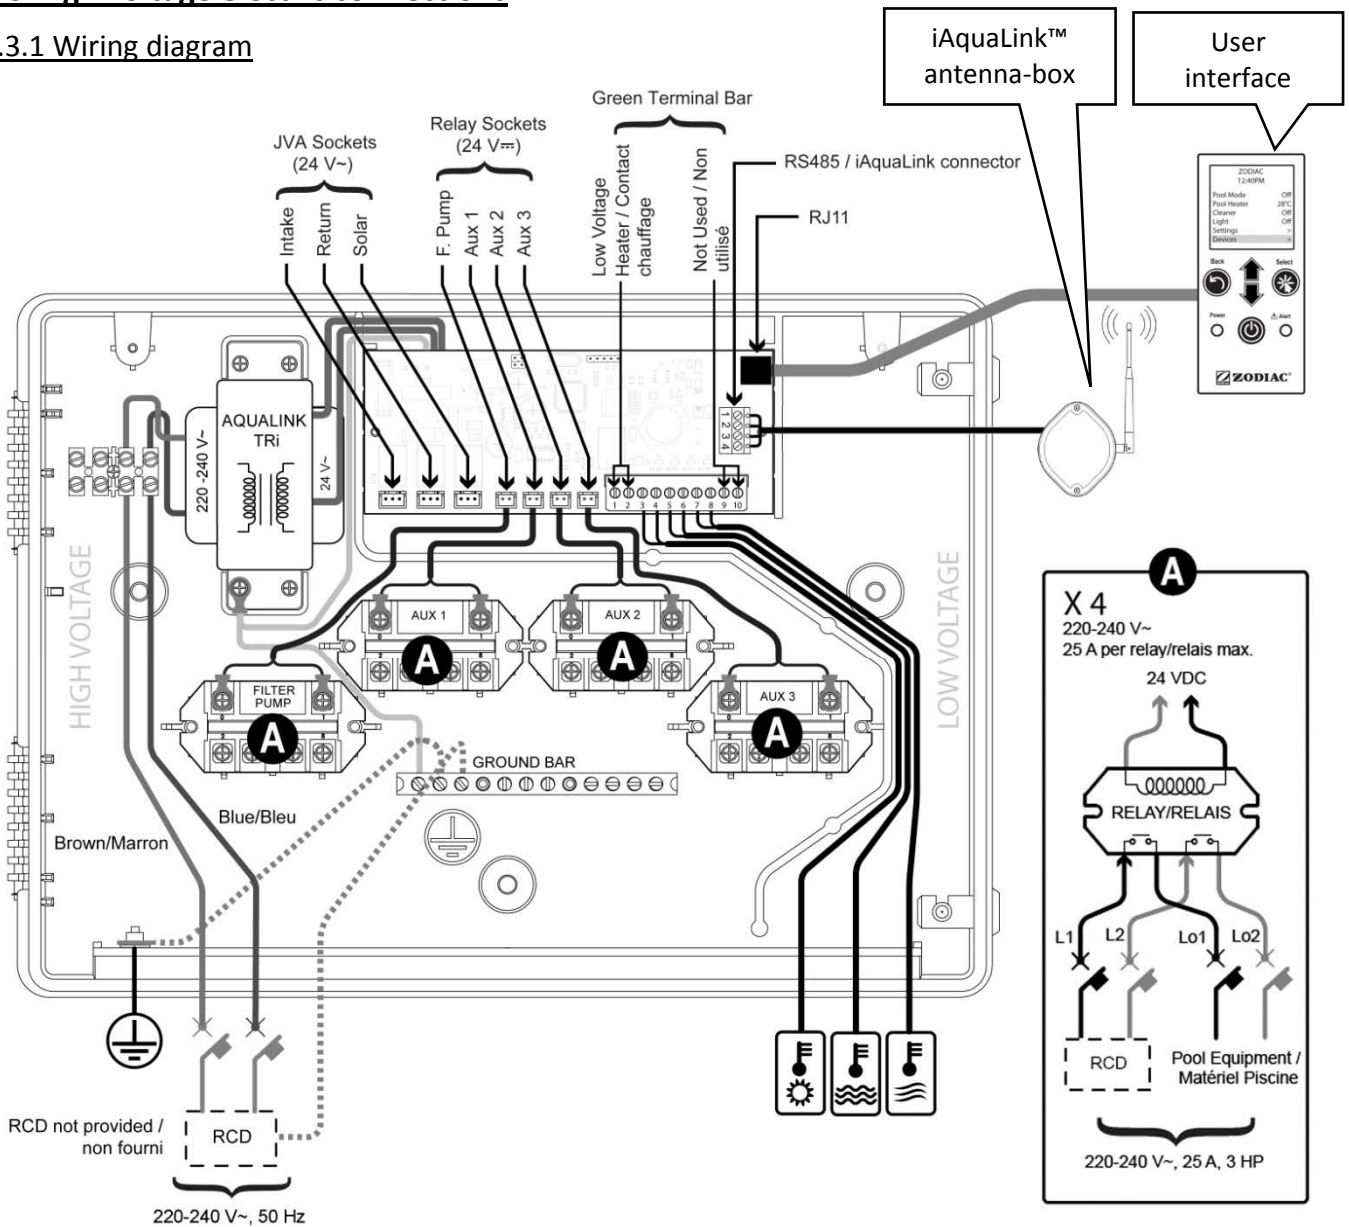 .3.1 Wiring diagram
iAquaLink™
antenna-box
User
interface
Green Terminal Bar
Relay Sockets
(24 V⎓)
JVA Sockets
(24 V~)
Intake
Return
Solar
F. Pump
Aux 1
Aux 2
Aux 3
Low Voltage
Heater / Contact
chauffage
Not Used / Non
utilisé
RS485 / iAquaLink connector
RJ11
ZODIAC
12:40PM
Pool Mode Off
Pool Heater 28°C
Cleaner Off
Light Off
Settings >
Devices >
Back
Select
Power
Alert
ZODIAC
AQUALINK
TRi
220 -240 V~
24 V~
1 2 3 4
1 2 3 4 5 6 7 8 9 10
HIGH VOLTAGE
LOW VOLTAGE
AUX 1
A
AUX 2
A
FILTER
PUMP
A
AUX 3
A
GROUND BAR
Blue/Bleu
Brown/Marron
RCD not provided /
non fourni
RCD
220-240 V~, 50 Hz
A
X 4
220-240 V~
25 A per relay/relais max.
24 VDC
RELAY/RELAIS
L1
L2
Lo1
Lo2
RCD
Pool Equipment /
Matériel Piscine
220-240 V~, 25 A, 3 HP